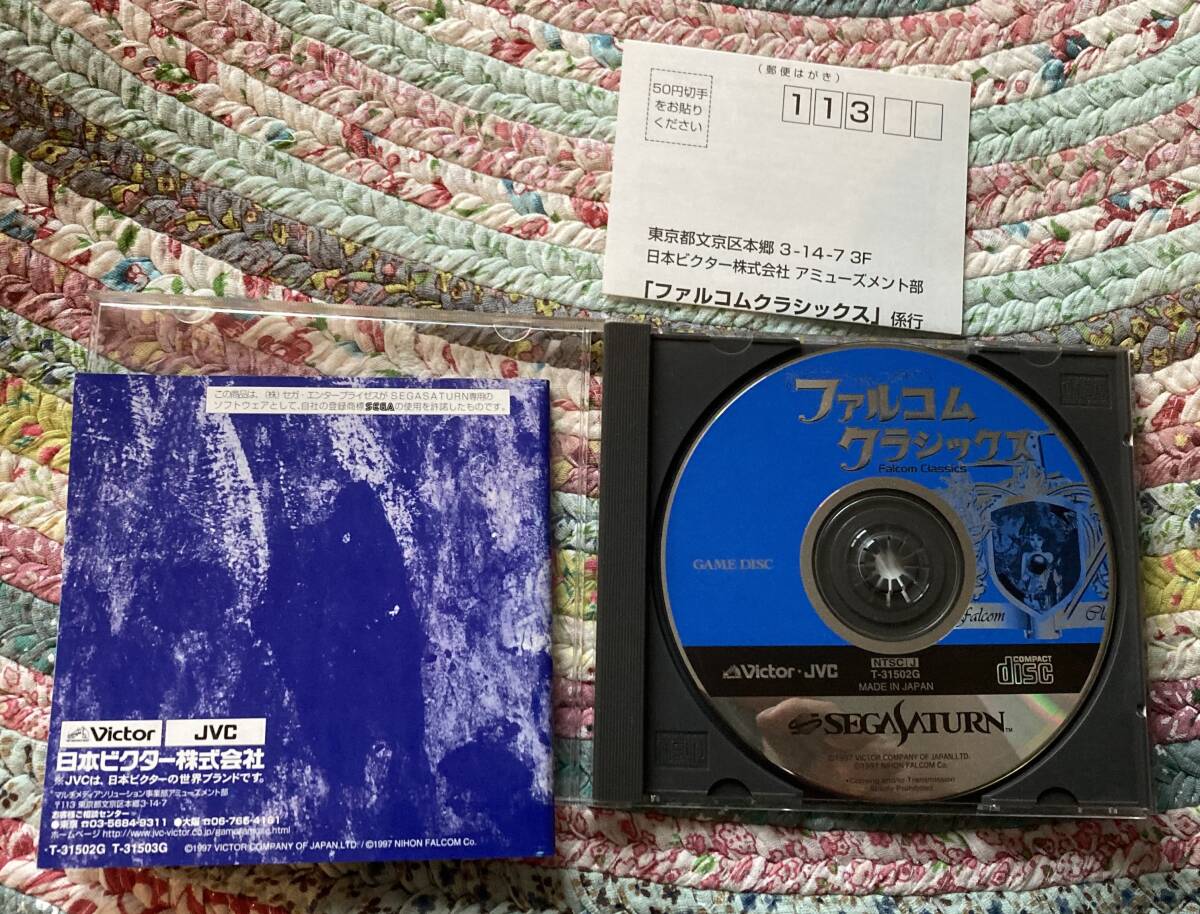 (郵便はがき)
50円切手
をお貼り
ください
113
東京都文京区本郷 3-14-7 3F
日本ビクター株式会社 アミューズメント部
「ファルコムクラシックス」係行
この商品は、(株)セガ・エンタープライゼスが SEGASATURN専用の
ソフトウェアとして、自社の登録商標SEGAの使用を許諾したものです。
Victor JVC
日本ビクター株式会社
※JVCは、日本ビクターの世界ブランドです。
マルチメディアソリューション事業部アミューズメント部
〒113 東京都文京区本郷3-14-7
お客様ご相談センター
●東京 ☎03-5684-9311 ●大阪 ☎06-765-4161
ホームページ http://www.jvc-victor.co.jp/game/
・T-31502G T-31503G ©1997 VICTOR COMPANY OF JAPAN.LTD. / ©1997 NIHON FALCOM Co.
ファルコム
クラシックス
Falcom Classics
GAME DISC
falcom Cla
Victor・JVC
NTSC J
T-31502G
MADE IN JAPAN
COMPACT
disc
SEGASATURN™
©1997 VICTOR COMPANY OF JAPAN,LTD.
©1997 NIHON FALCOM Co.
・Copying and/or Transmission
Strictly Prohibited.